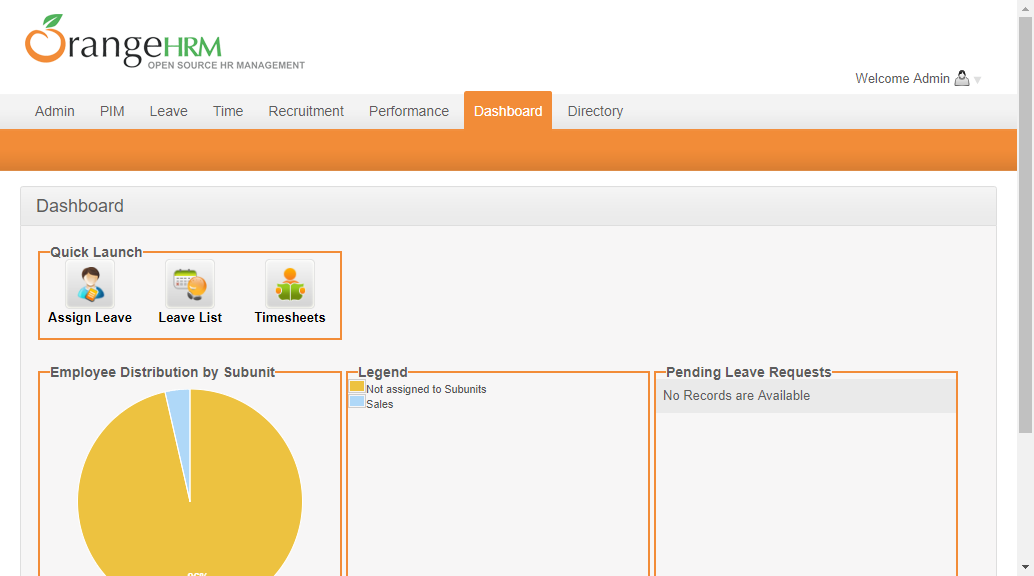 OrangeHRM
OPEN SOURCE HR MANAGEMENT
Welcome Admin
Admin PIM Leave Time Recruitment Performance Dashboard Directory
Dashboard
Quick Launch
Assign Leave Leave List Timesheets
Employee Distribution by Subunit
Legend
Not assigned to Subunits
Sales
Pending Leave Requests
No Records are Available